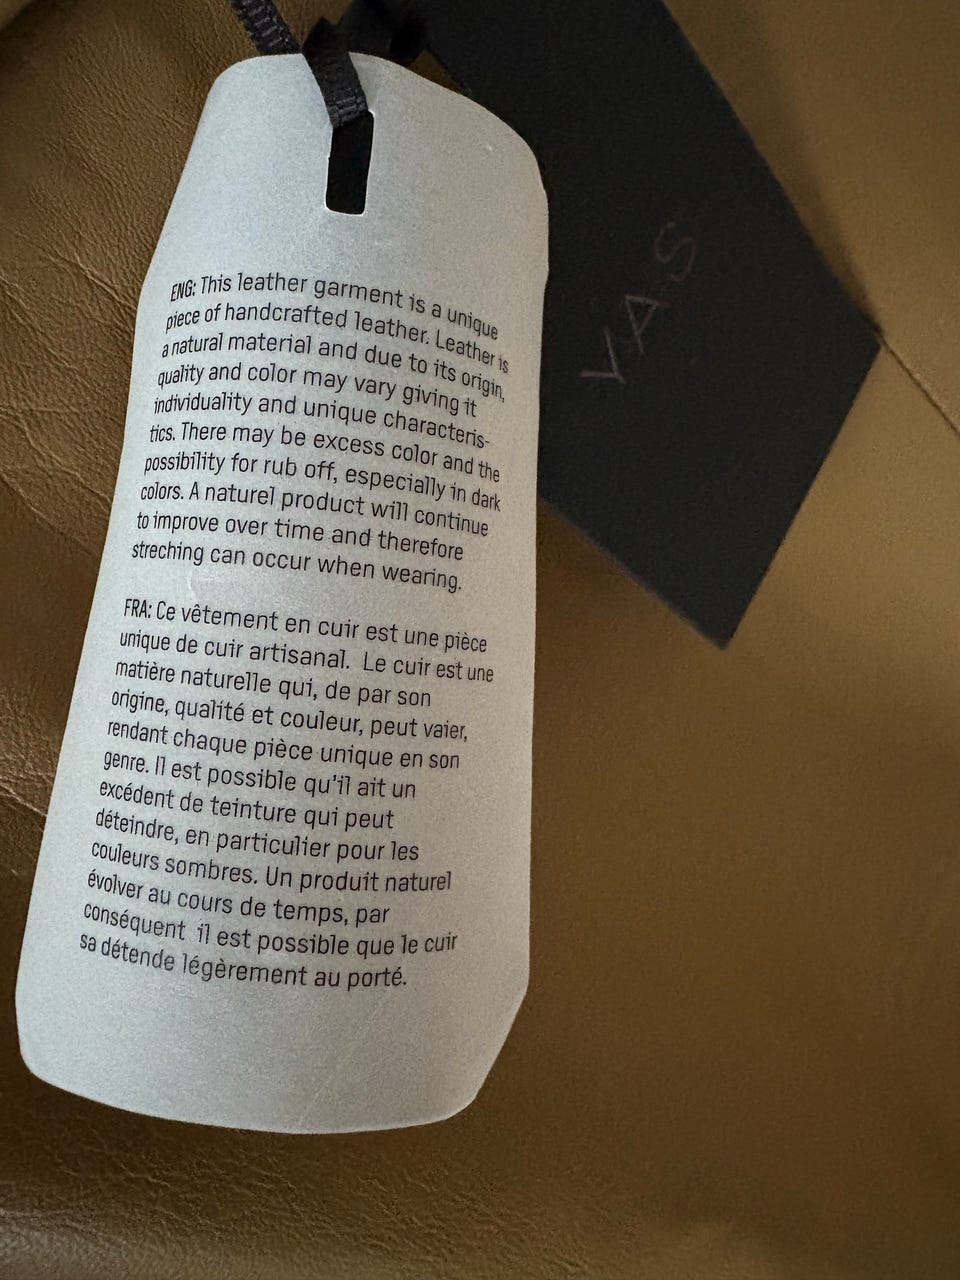 ENG: This leather garment is a unique
piece of handcrafted leather. Leather is
a natural material and due to its origin,
quality and color may vary giving it
individuality and unique characteris-
tics. There may be excess color and the
possibility for rub off, especially in dark
colors. A naturel product will continue
to improve over time and therefore
streching can occur when wearing.
FRA: Ce vêtement en cuir est une pièce
unique de cuir artisanal. Le cuir est une
matière naturelle qui, de par son
origine, qualité et couleur, peut vaier,
rendant chaque pièce unique en son
genre. Il est possible qu'il ait un
excédent de teinture qui peut
déteindre, en particulier pour les
couleurs sombres. Un produit naturel
évolver au cours de temps, par
conséquent il est possible que le cuir
sa détende légèrement au porté.
YAS